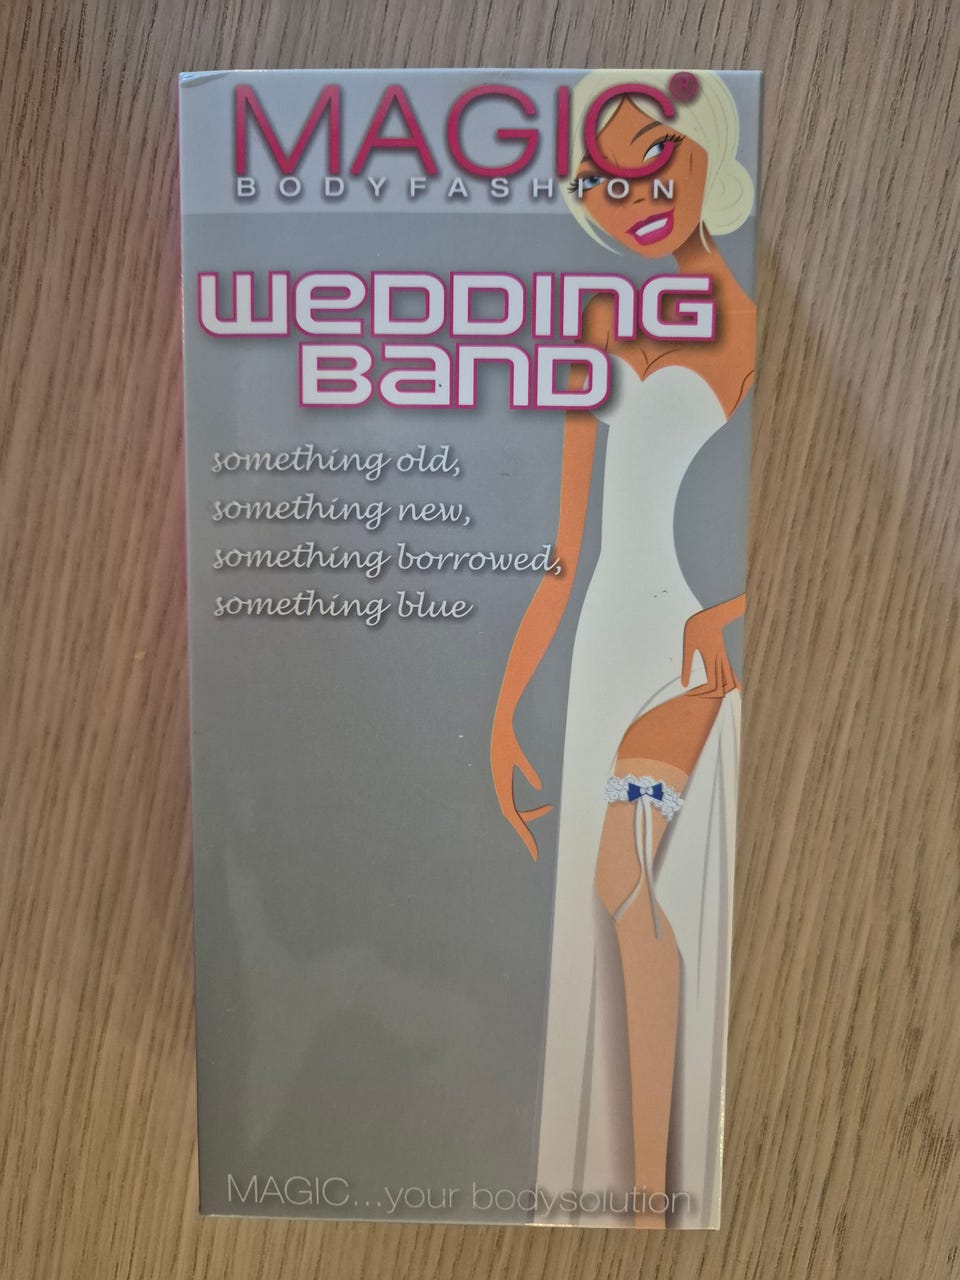 MAGIC®
BODYFASHION
WEDDING
BAND
something old,
something new,
something borrowed,
something blue
MAGIC...your bodysolution